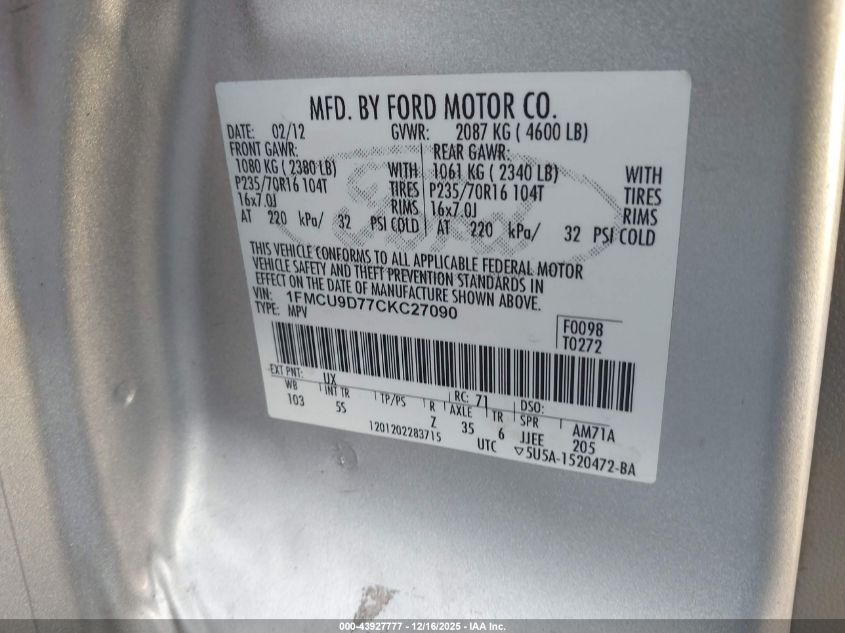 MFD. BY FORD MOTOR CO.
DATE: 02/12 GVWR: 2087 KG ( 4600 LB)
FRONT GAWR: REAR GAWR:
1080 KG ( 2380 LB) WITH 1061 KG ( 2340 LB) WITH
P235/70R16 104T TIRES P235/70R16 104T TIRES
16x7.0J RIMS 16x7.0J RIMS
AT 220 kPa/ 32 PSI COLD AT 220 kPa/ 32 PSI COLD
THIS VEHICLE CONFORMS TO ALL APPLICABLE FEDERAL MOTOR
VEHICLE SAFETY AND THEFT PREVENTION STANDARDS IN
EFFECT ON THE DATE OF MANUFACTURE SHOWN ABOVE.
VIN: 1FMCU9D77CKC27090
TYPE: MPV
F0098
T0272
EXT PNT: UX RC: 71 DSO:
WB INT TR TP/PS R AXLE TR SPR AM71A
103 5S Z 35 6 JJEE 205
1201202283715 UTC ▽5U5A-1520472-BA
Ford
000-43927777 - 12/16/2025 - IAA Inc.